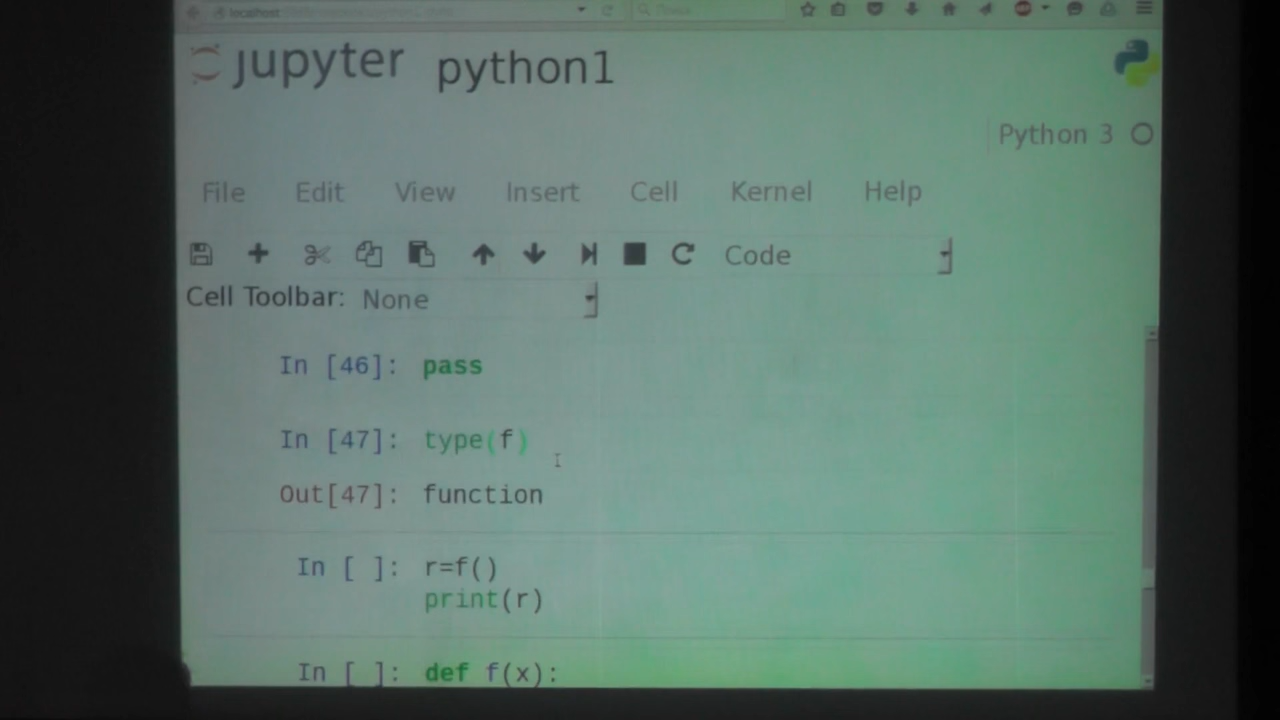 localhost
jupyter python1
Python 3
File Edit View Insert Cell Kernel Help
Code
Cell Toolbar: None
In [46]: pass
In [47]: type(f)
Out[47]: function
In [ ]: r=f()
print(r)
In [ ]: def f(x):